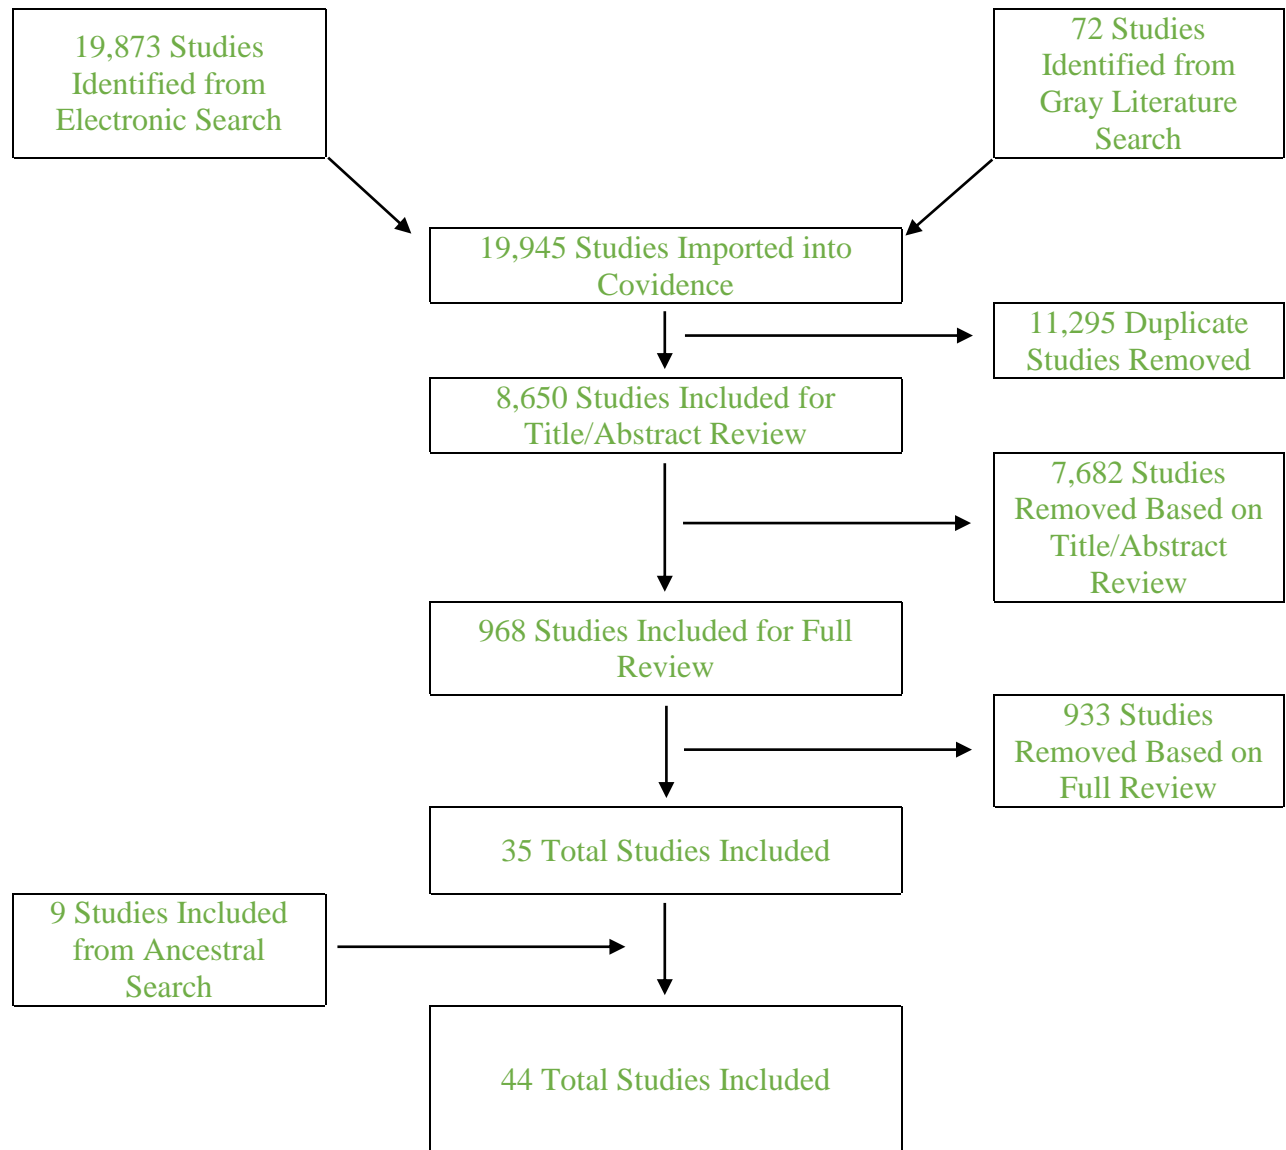 19,873 Studies
Identified from
Electronic Search
72 Studies
Identified from
Gray Literature
Search
19,945 Studies Imported into
Covidence
11,295 Duplicate
Studies Removed
8,650 Studies Included for
Title/Abstract Review
7,682 Studies
Removed Based on
Title/Abstract
Review
968 Studies Included for Full
Review
933 Studies
Removed Based on
Full Review
35 Total Studies Included
9 Studies Included
from Ancestral
Search
44 Total Studies Included